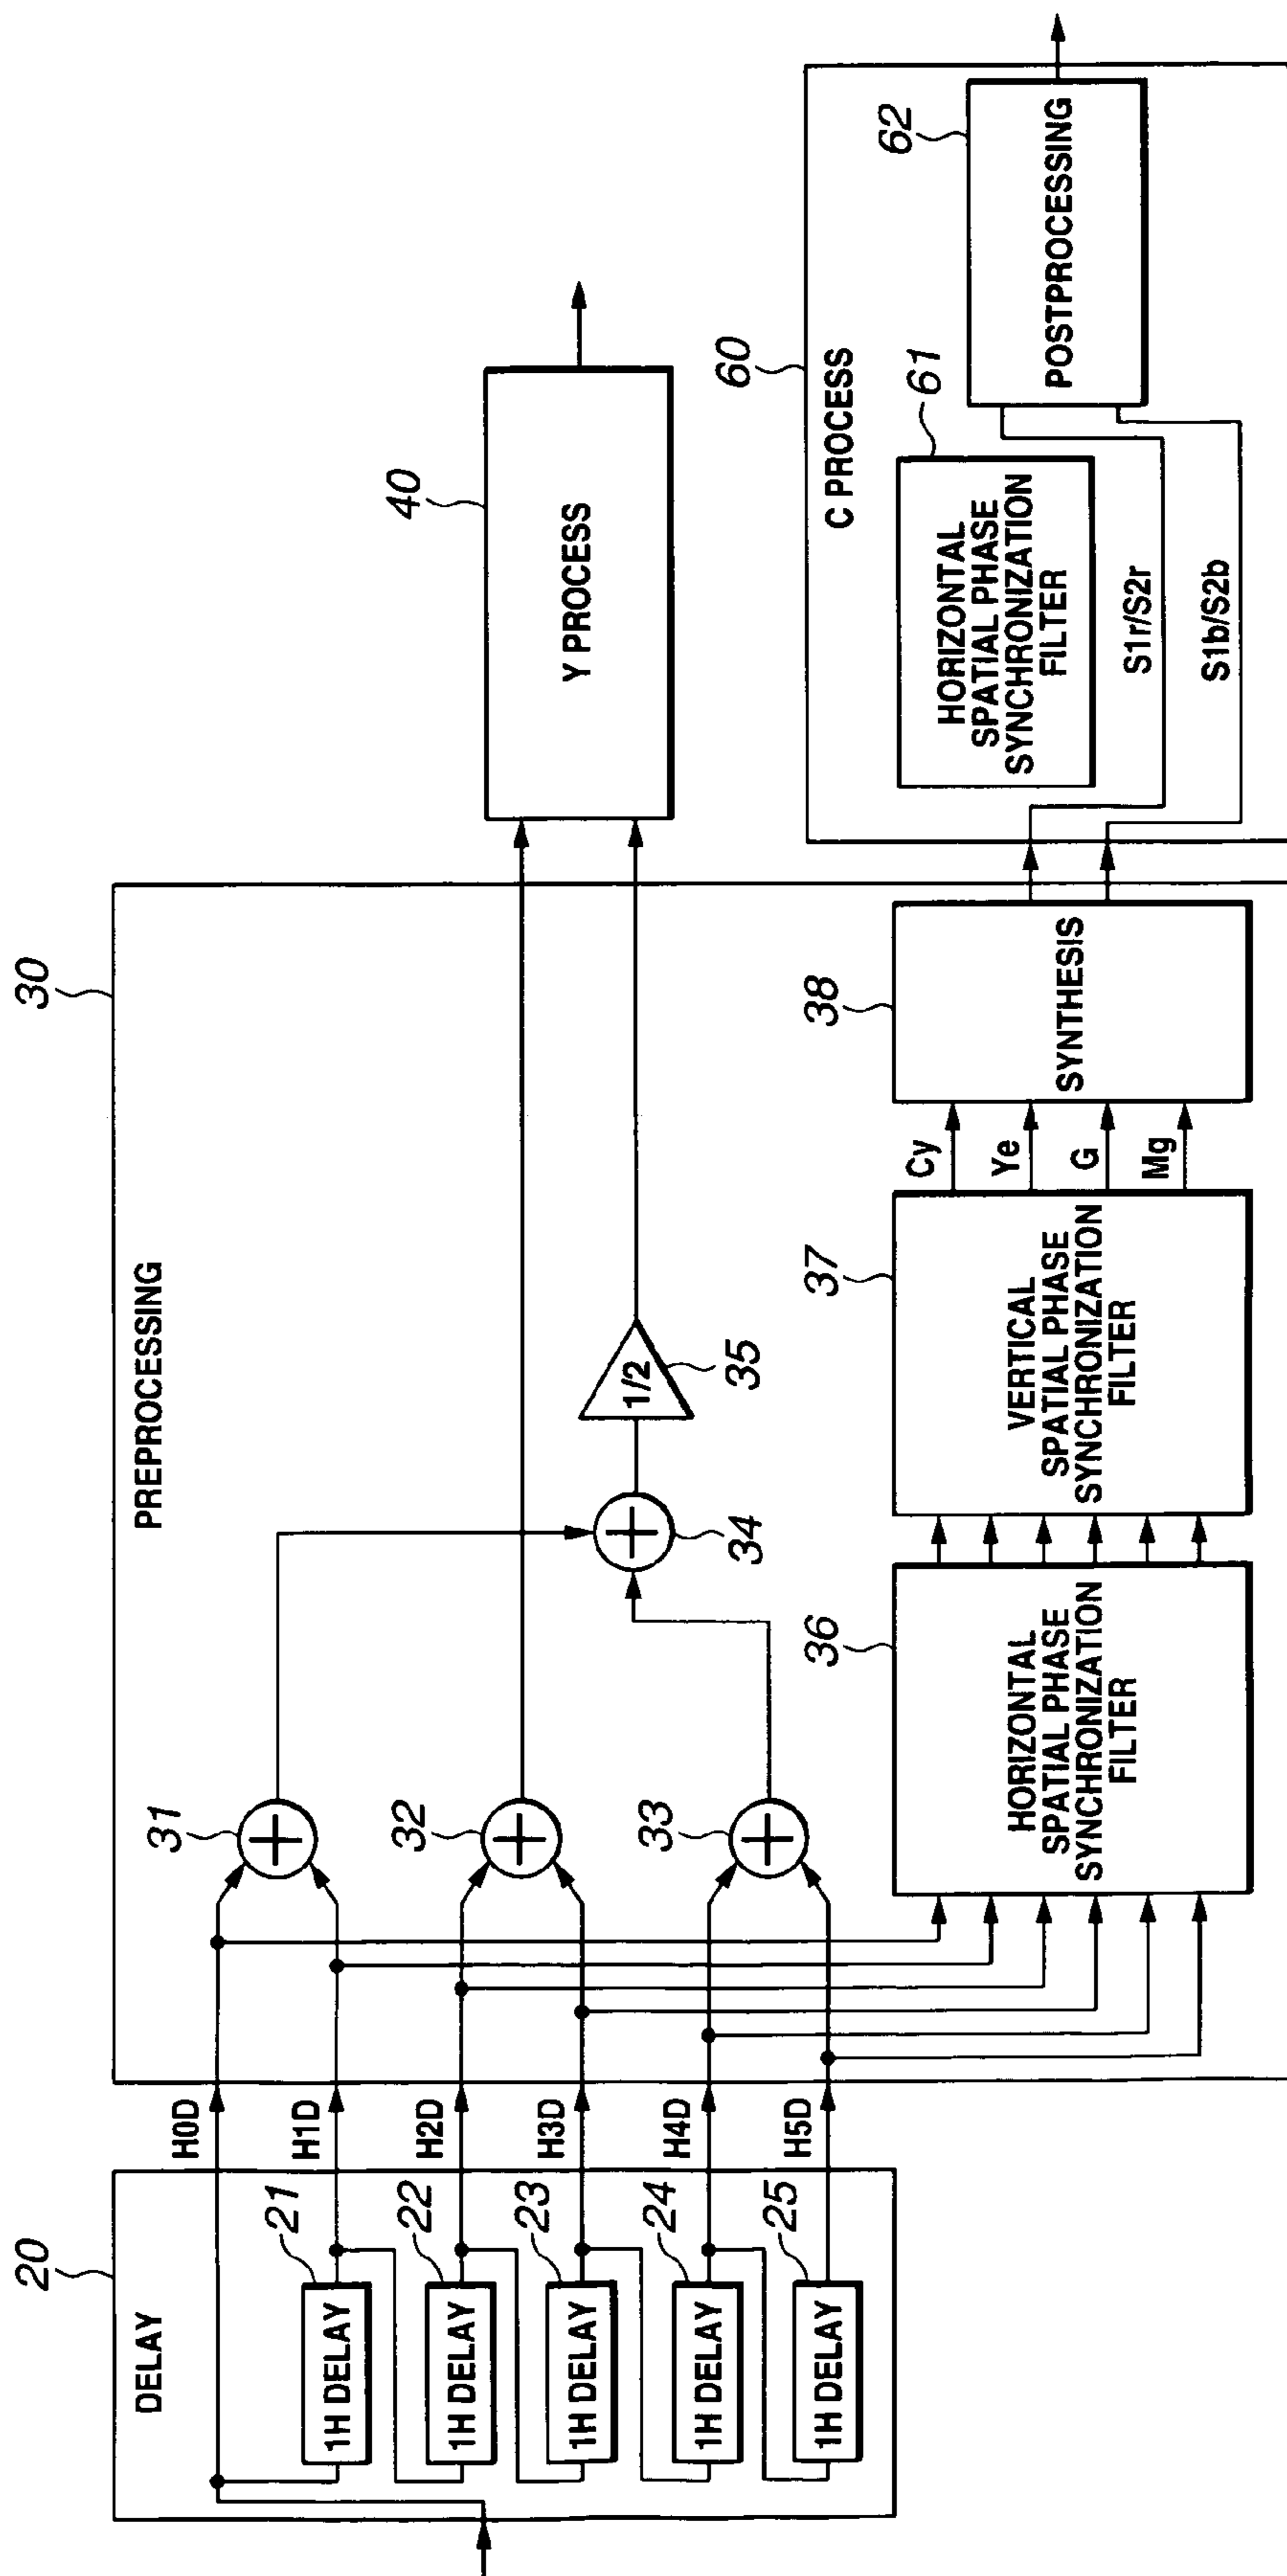 20
DELAY
21
1H DELAY
22
1H DELAY
23
1H DELAY
24
1H DELAY
25
1H DELAY
H0D
H1D
H2D
H3D
H4D
H5D
30
PREPROCESSING
31
32
33
34
1/2
35
36
HORIZONTAL
SPATIAL PHASE
SYNCHRONIZATION
FILTER
37
VERTICAL
SPATIAL PHASE
SYNCHRONIZATION
FILTER
Cy
Ye
G
Mg
38
SYNTHESIS
40
Y PROCESS
60
C PROCESS
61
HORIZONTAL
SPATIAL PHASE
SYNCHRONIZATION
FILTER
S1r/S2r
S1b/S2b
62
POSTPROCESSING